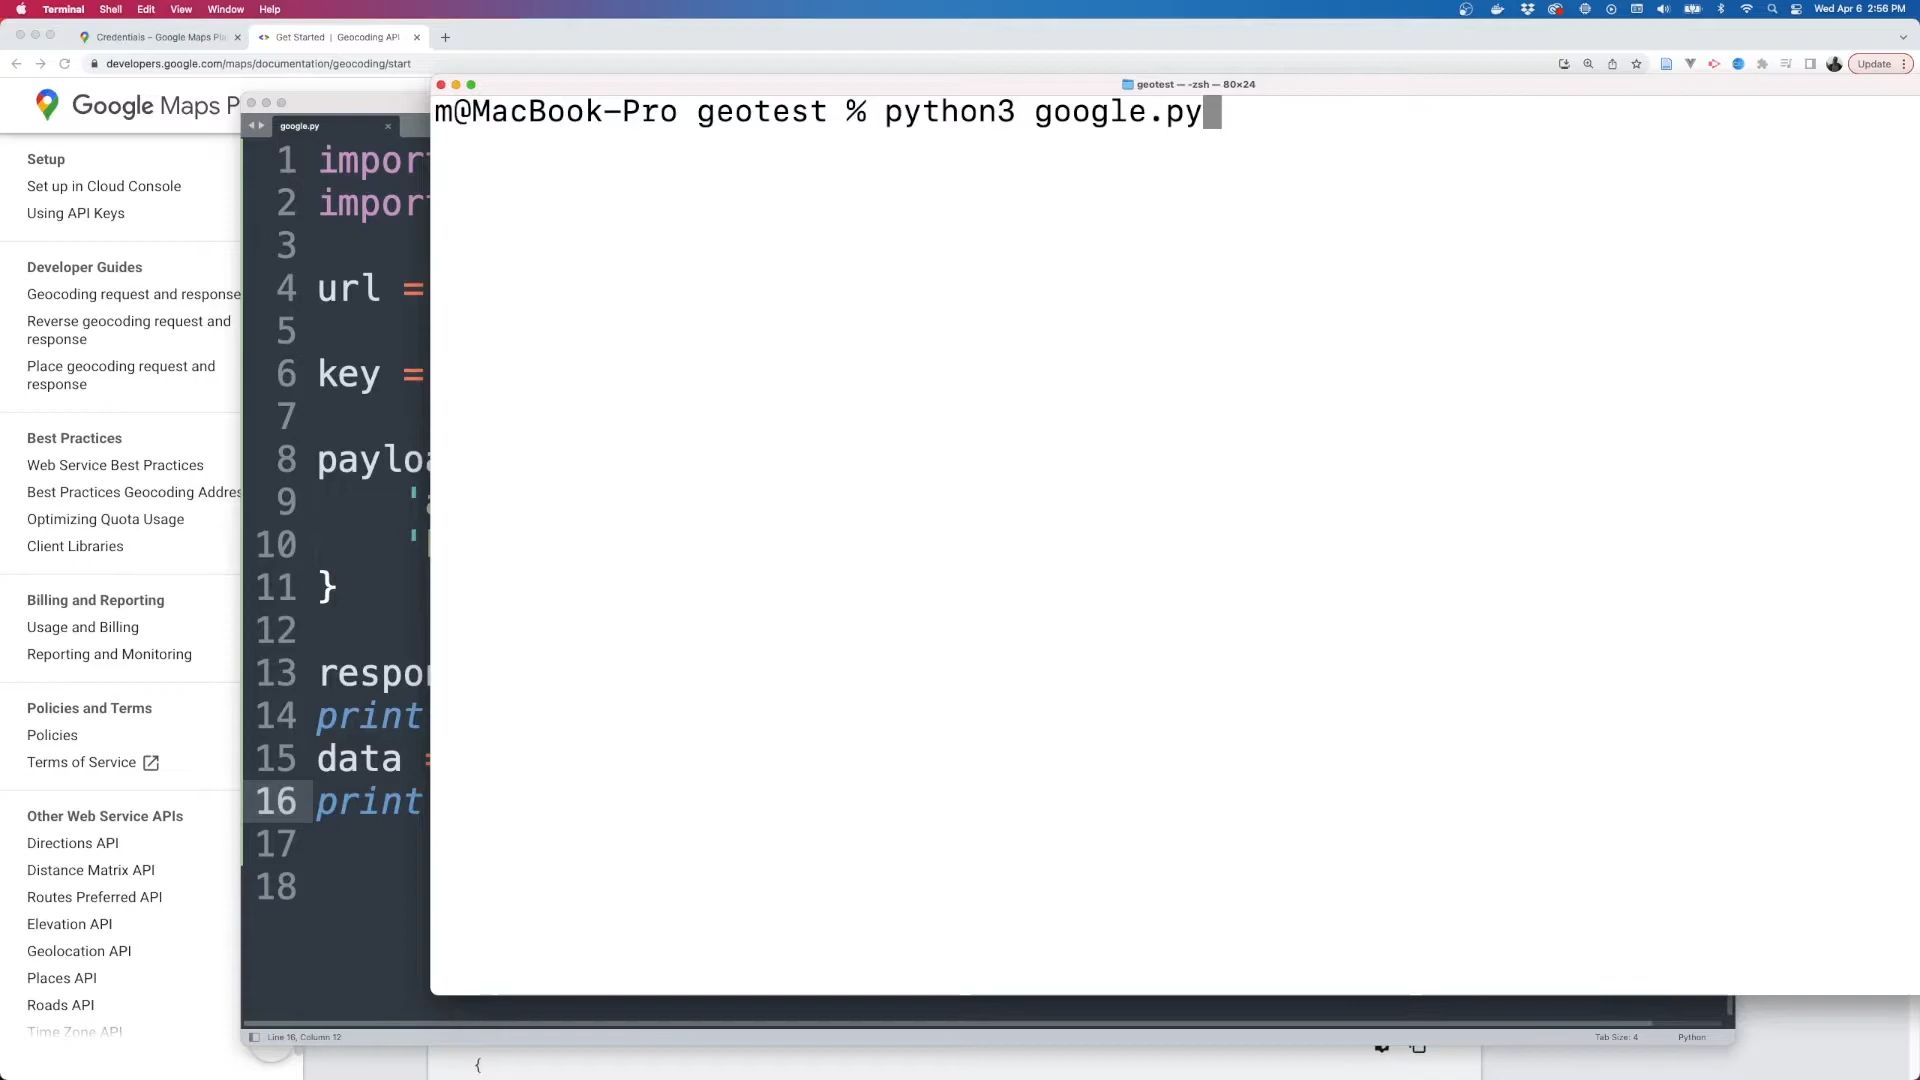 Terminal Shell Edit View Window Help Wed Apr 6 2:56 PM
Credentials – Google Maps Pla
Get Started | Geocoding API
developers.google.com/maps/documentation/geocoding/start
Update
Google Maps P
geotest — -zsh — 80×24
m@MacBook-Pro geotest % python3 google.py
google.py
1 impor
2 impor
3
4 url =
5
6 key =
7
8 payloa
9 'a
10 '
11 }
12
13 respon
14 print
15 data =
16 print
17
18
Setup
Set up in Cloud Console
Using API Keys
Developer Guides
Geocoding request and response
Reverse geocoding request and
response
Place geocoding request and
response
Best Practices
Web Service Best Practices
Best Practices Geocoding Addres
Optimizing Quota Usage
Client Libraries
Billing and Reporting
Usage and Billing
Reporting and Monitoring
Policies and Terms
Policies
Terms of Service
Other Web Service APIs
Directions API
Distance Matrix API
Routes Preferred API
Elevation API
Geolocation API
Places API
Roads API
Time Zone API
Line 16, Column 12
Tab Size: 4
Python
{